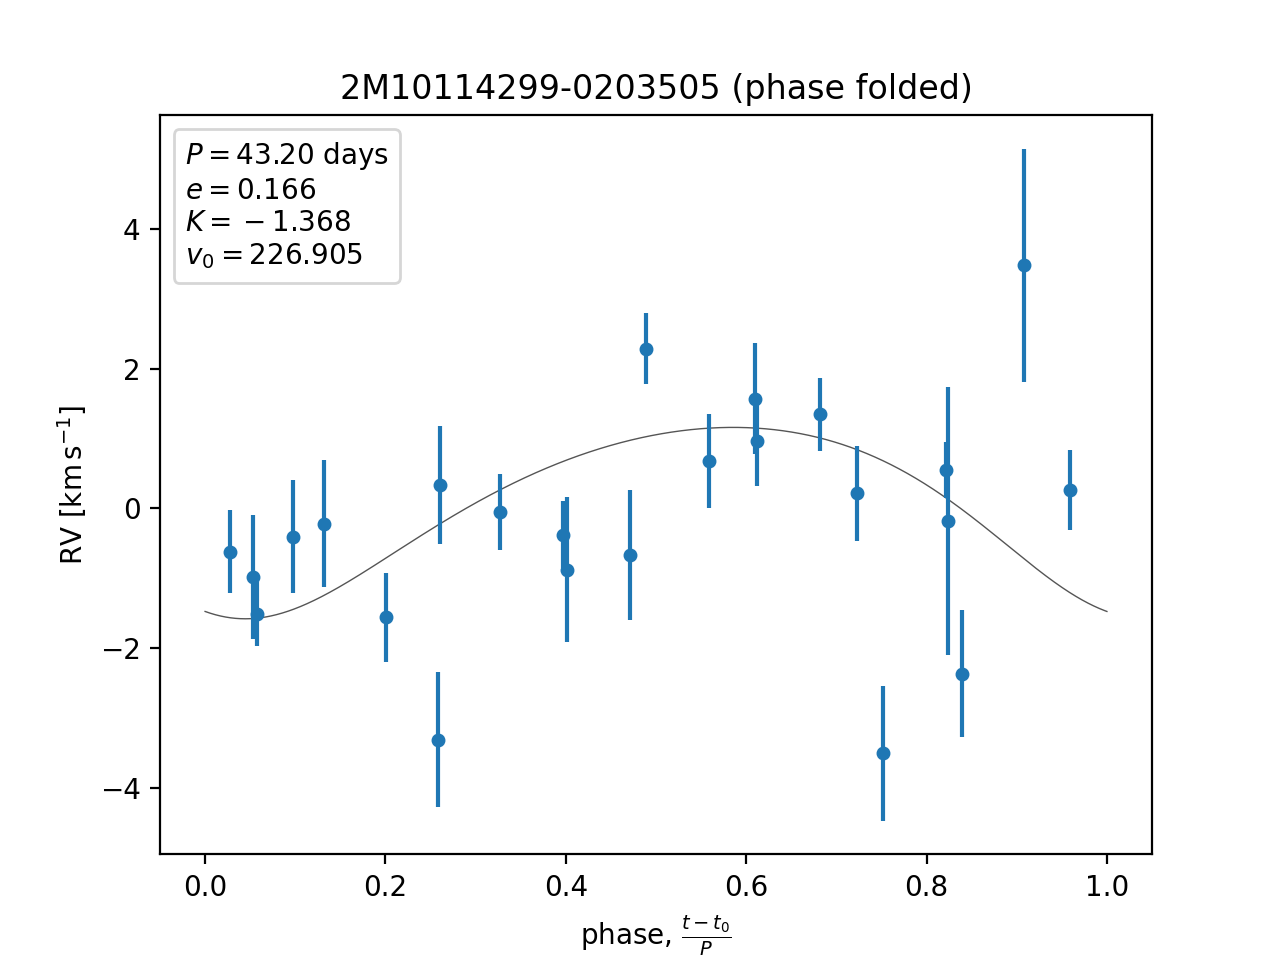 2M10114299-0203505 (phase folded)
P = 43.20 days
e = 0.166
K = −1.368
v₀ = 226.905
RV [km s⁻¹]
4
2
0
−2
−4
0.0 0.2 0.4 0.6 0.8 1.0
phase, (t − t₀)/P